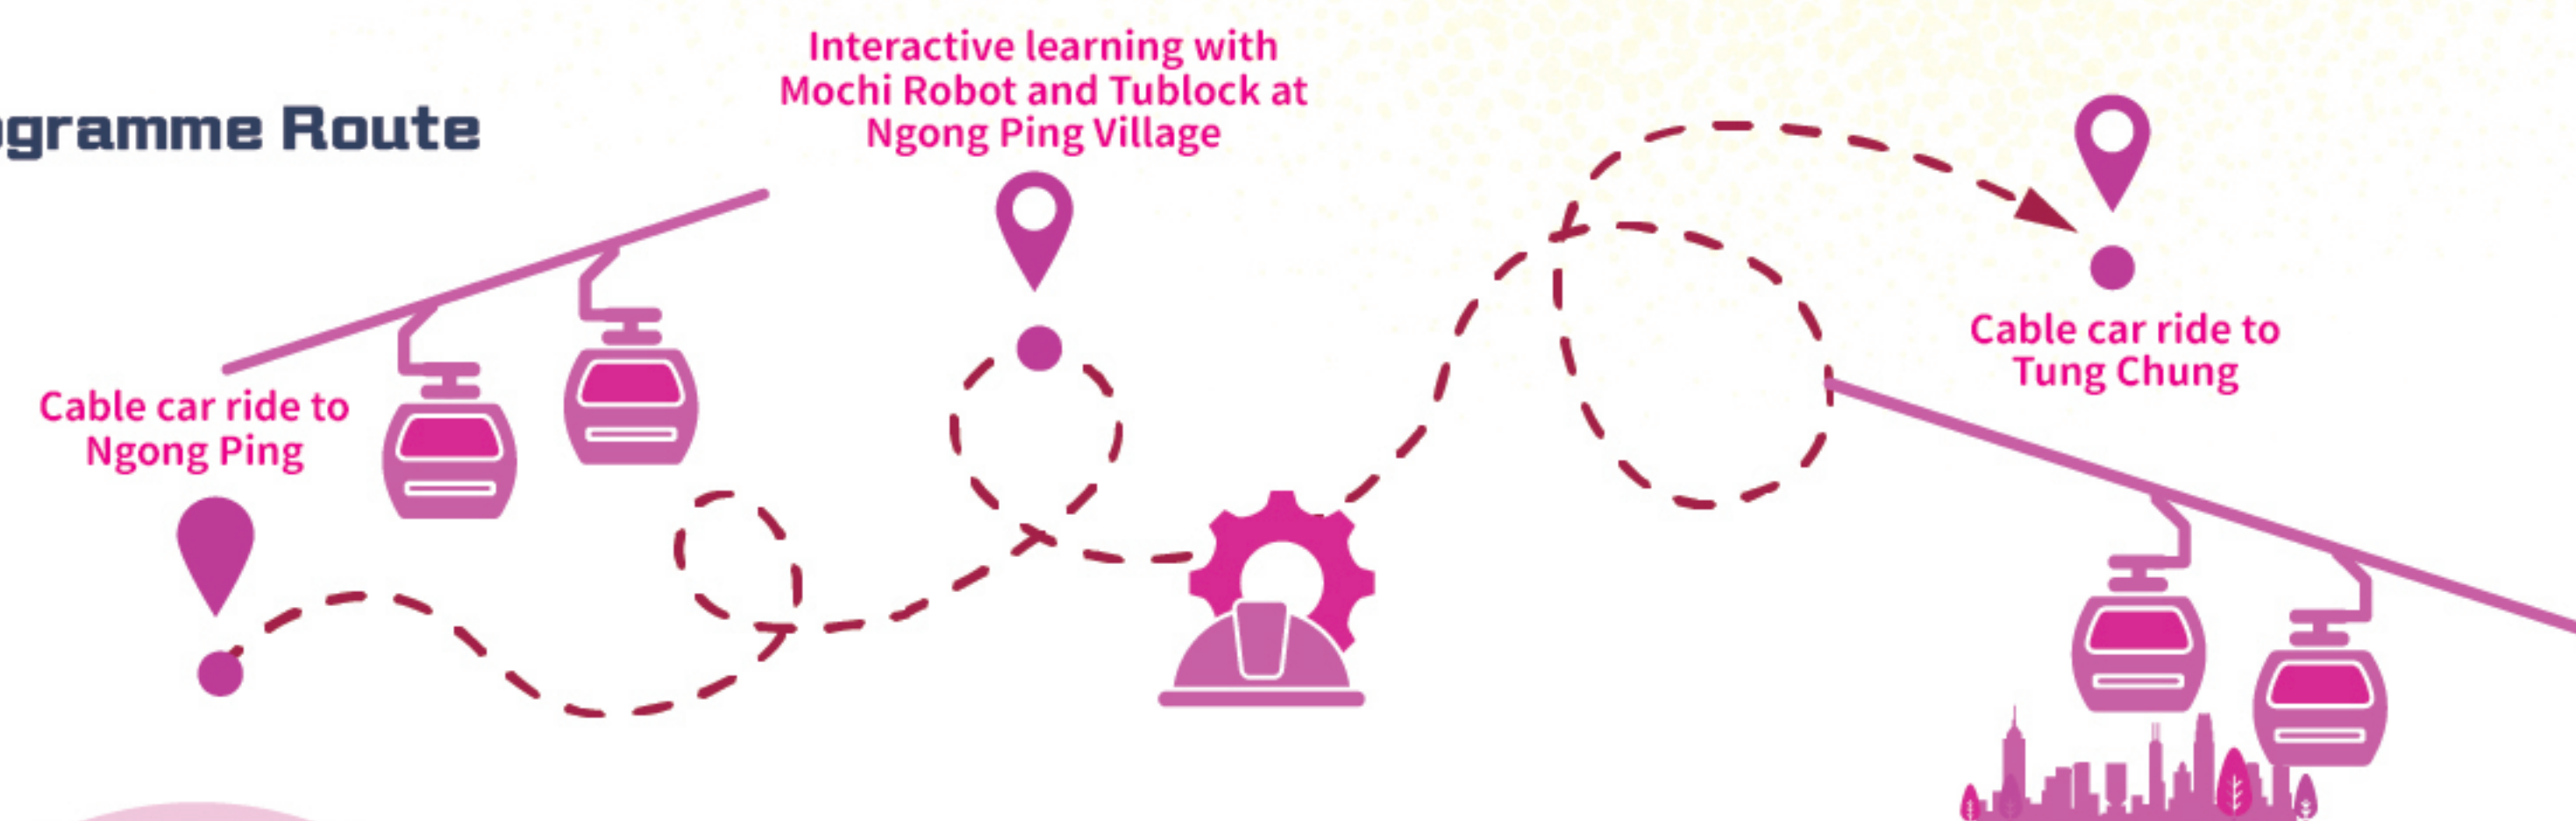 ogramme Route
Interactive learning with
Mochi Robot and Tublock at
Ngong Ping Village
Cable car ride to
Ngong Ping
Cable car ride to
Tung Chung